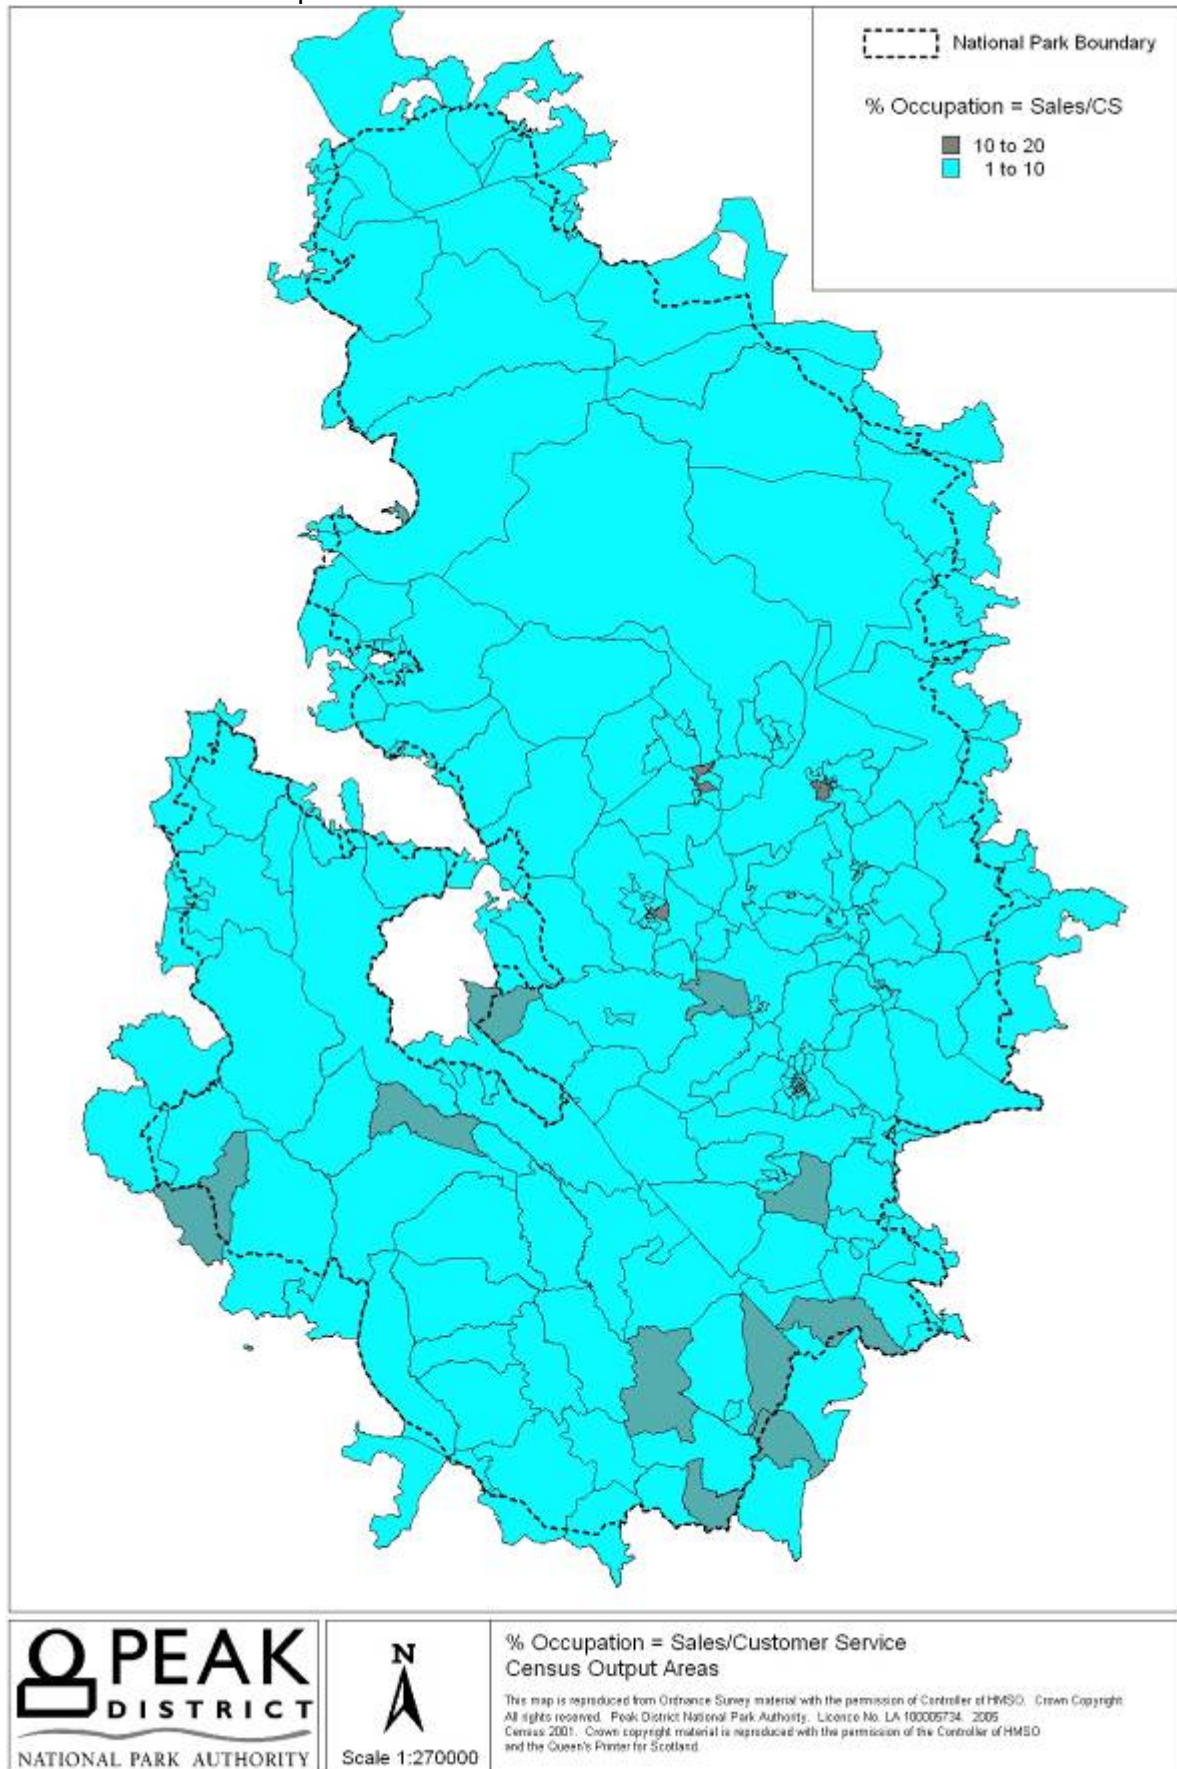 National Park Boundary
% Occupation = Sales/CS
10 to 20
1 to 10
PEAK
DISTRICT
NATIONAL PARK AUTHORITY
N
Scale 1:270000
% Occupation = Sales/Customer Service
Census Output Areas
This map is reproduced from Ordnance Survey material with the permission of Controller of HMSO. Crown Copyright.
All rights reserved. Peak District National Park Authority. Licence No. LA 100005734. 2005
Census 2001. Crown copyright material is reproduced with the permission of the Controller of HMSO
and the Queen's Printer for Scotland.